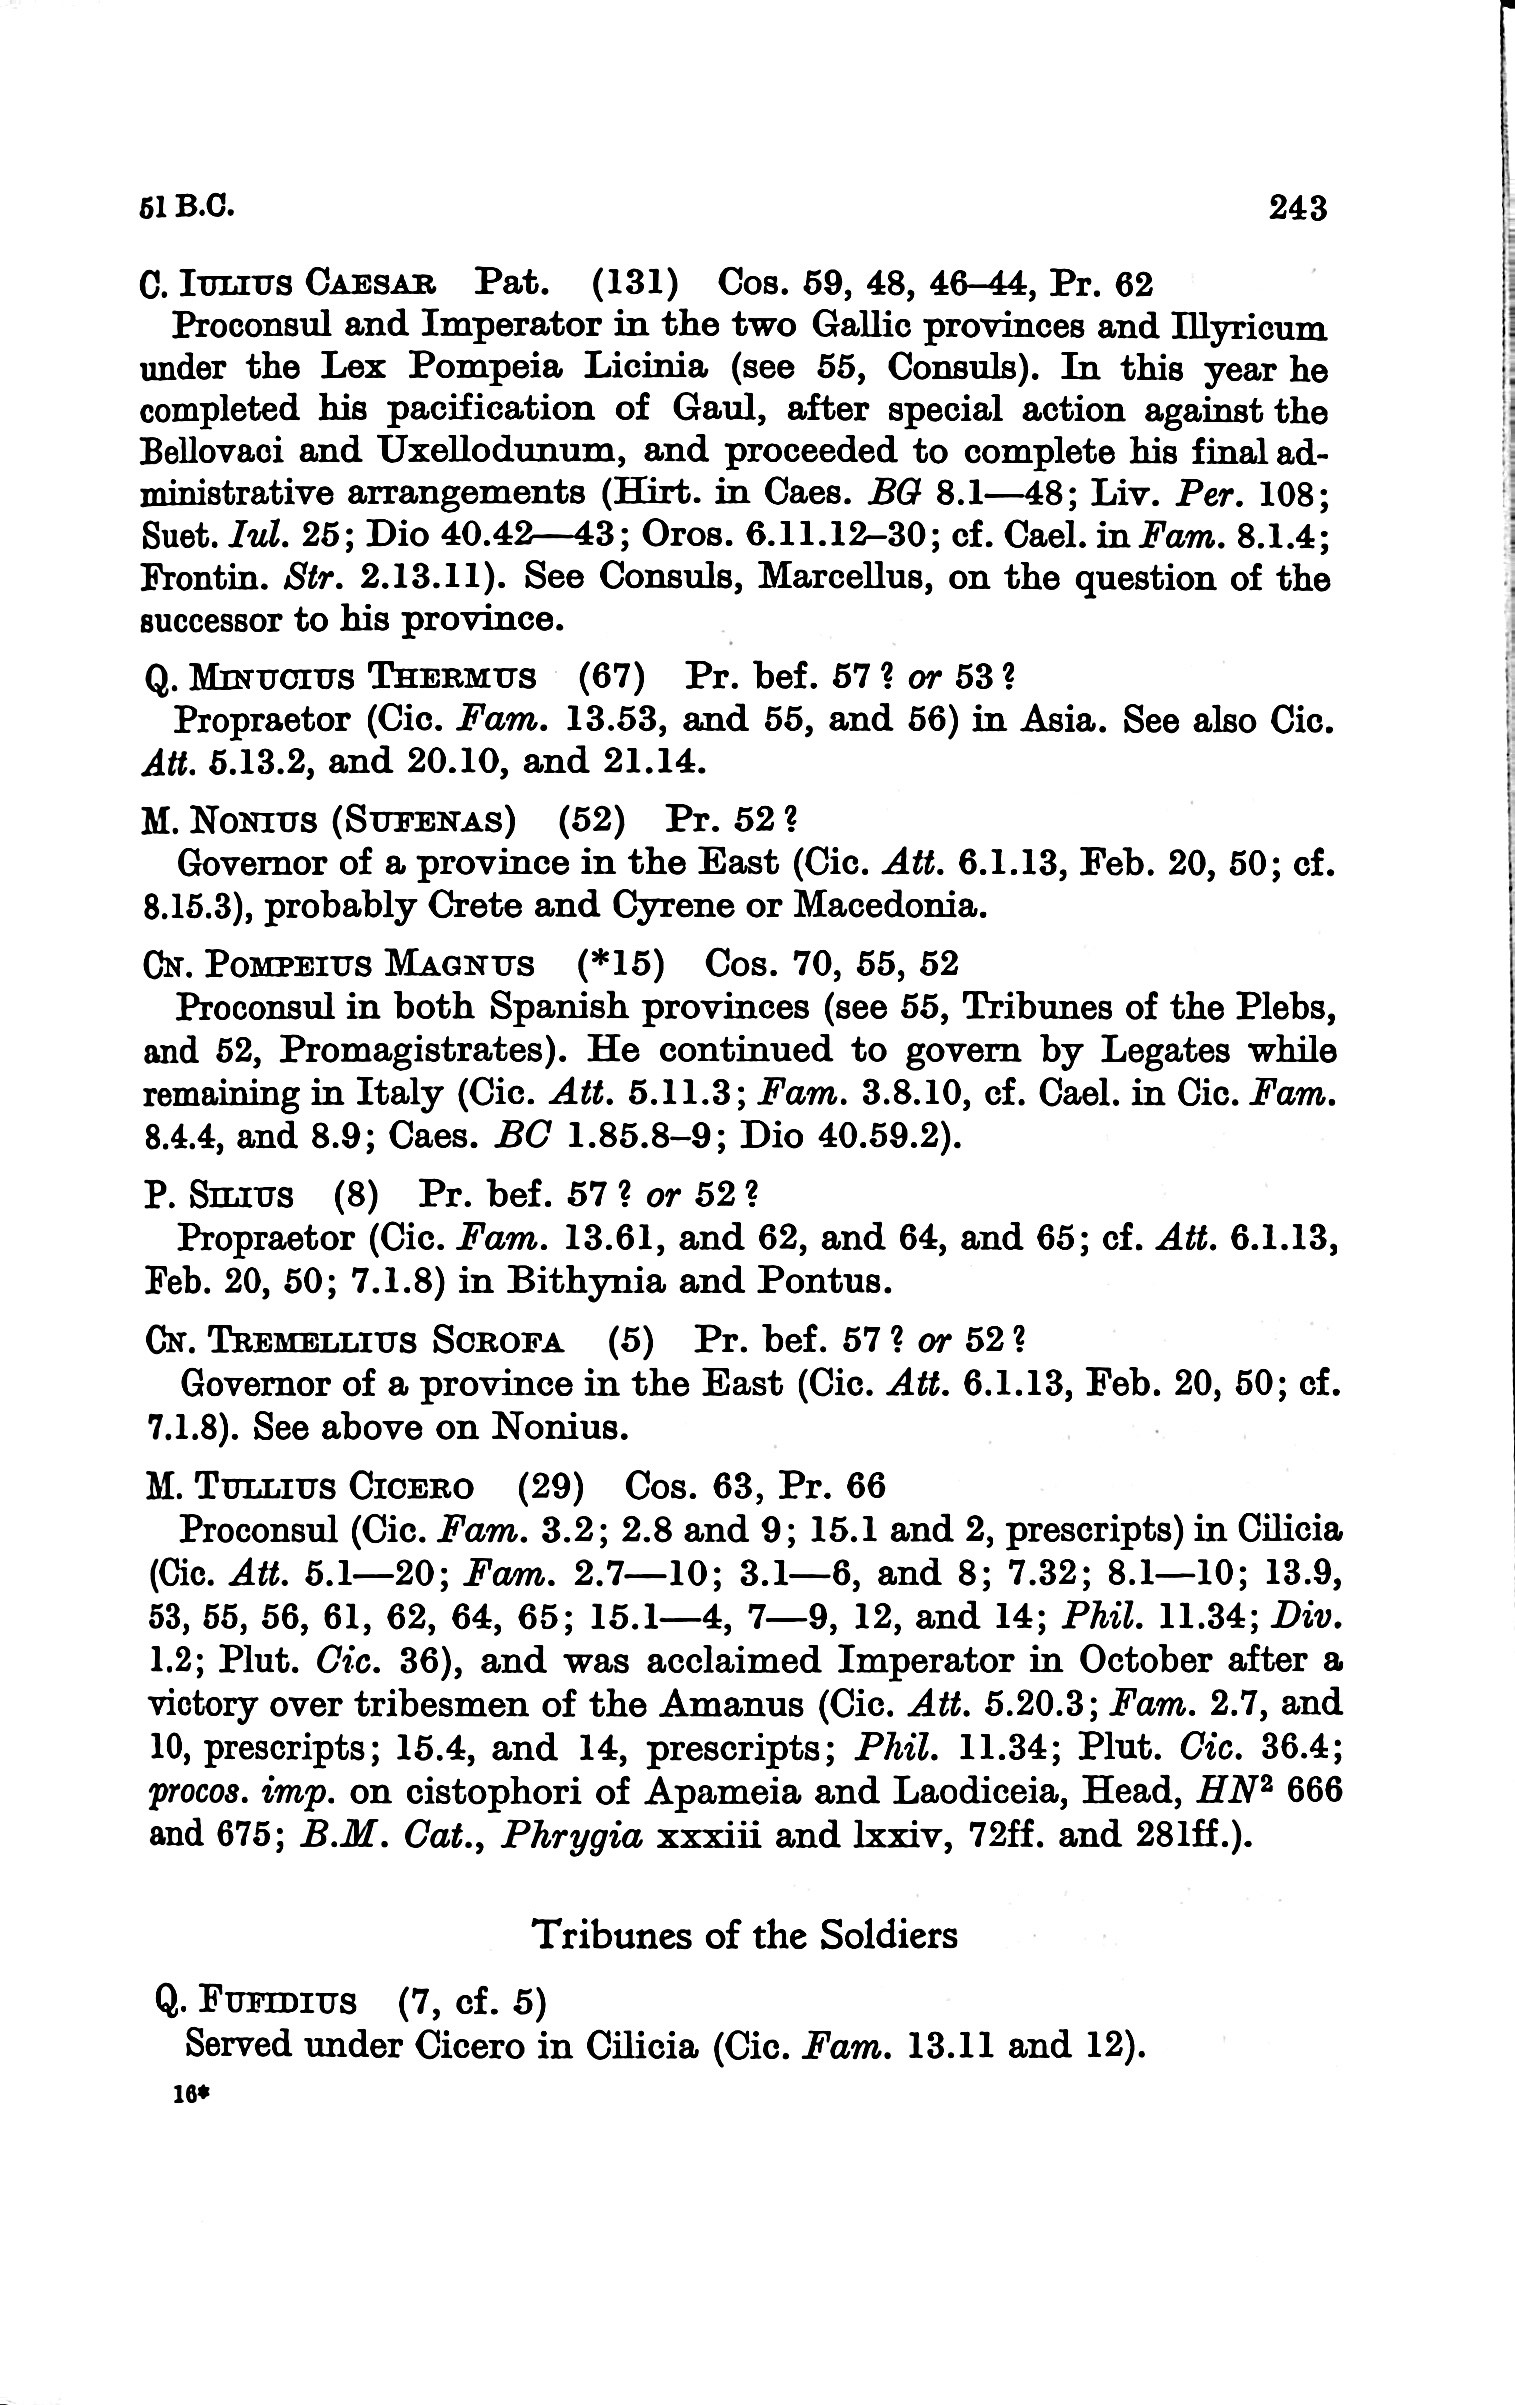 51 B.C. 243
C. IULIUS CAESAR Pat. (131) Cos. 59, 48, 46–44, Pr. 62
Proconsul and Imperator in the two Gallic provinces and Illyricum
under the Lex Pompeia Licinia (see 55, Consuls). In this year he
completed his pacification of Gaul, after special action against the
Bellovaci and Uxellodunum, and proceeded to complete his final ad-
ministrative arrangements (Hirt. in Caes. BG 8.1—48; Liv. Per. 108;
Suet. Iul. 25; Dio 40.42—43; Oros. 6.11.12–30; cf. Cael. in Fam. 8.1.4;
Frontin. Str. 2.13.11). See Consuls, Marcellus, on the question of the
successor to his province.
Q. MINUCIUS THERMUS (67) Pr. bef. 57? or 53?
Propraetor (Cic. Fam. 13.53, and 55, and 56) in Asia. See also Cic.
Att. 5.13.2, and 20.10, and 21.14.
M. NONIUS (SUFENAS) (52) Pr. 52?
Governor of a province in the East (Cic. Att. 6.1.13, Feb. 20, 50; cf.
8.15.3), probably Crete and Cyrene or Macedonia.
CN. POMPEIUS MAGNUS (*15) Cos. 70, 55, 52
Proconsul in both Spanish provinces (see 55, Tribunes of the Plebs,
and 52, Promagistrates). He continued to govern by Legates while
remaining in Italy (Cic. Att. 5.11.3; Fam. 3.8.10, cf. Cael. in Cic. Fam.
8.4.4, and 8.9; Caes. BC 1.85.8–9; Dio 40.59.2).
P. SILIUS (8) Pr. bef. 57? or 52?
Propraetor (Cic. Fam. 13.61, and 62, and 64, and 65; cf. Att. 6.1.13,
Feb. 20, 50; 7.1.8) in Bithynia and Pontus.
CN. TREMELLIUS SCROFA (5) Pr. bef. 57? or 52?
Governor of a province in the East (Cic. Att. 6.1.13, Feb. 20, 50; cf.
7.1.8). See above on Nonius.
M. TULLIUS CICERO (29) Cos. 63, Pr. 66
Proconsul (Cic. Fam. 3.2; 2.8 and 9; 15.1 and 2, prescripts) in Cilicia
(Cic. Att. 5.1—20; Fam. 2.7—10; 3.1—6, and 8; 7.32; 8.1—10; 13.9,
53, 55, 56, 61, 62, 64, 65; 15.1—4, 7—9, 12, and 14; Phil. 11.34; Div.
1.2; Plut. Cic. 36), and was acclaimed Imperator in October after a
victory over tribesmen of the Amanus (Cic. Att. 5.20.3; Fam. 2.7, and
10, prescripts; 15.4, and 14, prescripts; Phil. 11.34; Plut. Cic. 36.4;
procos. imp. on cistophori of Apameia and Laodiceia, Head, HN² 666
and 675; B.M. Cat., Phrygia xxxiii and lxxiv, 72ff. and 281ff.).
Tribunes of the Soldiers
Q. FUFIDIUS (7, cf. 5)
Served under Cicero in Cilicia (Cic. Fam. 13.11 and 12).
16*